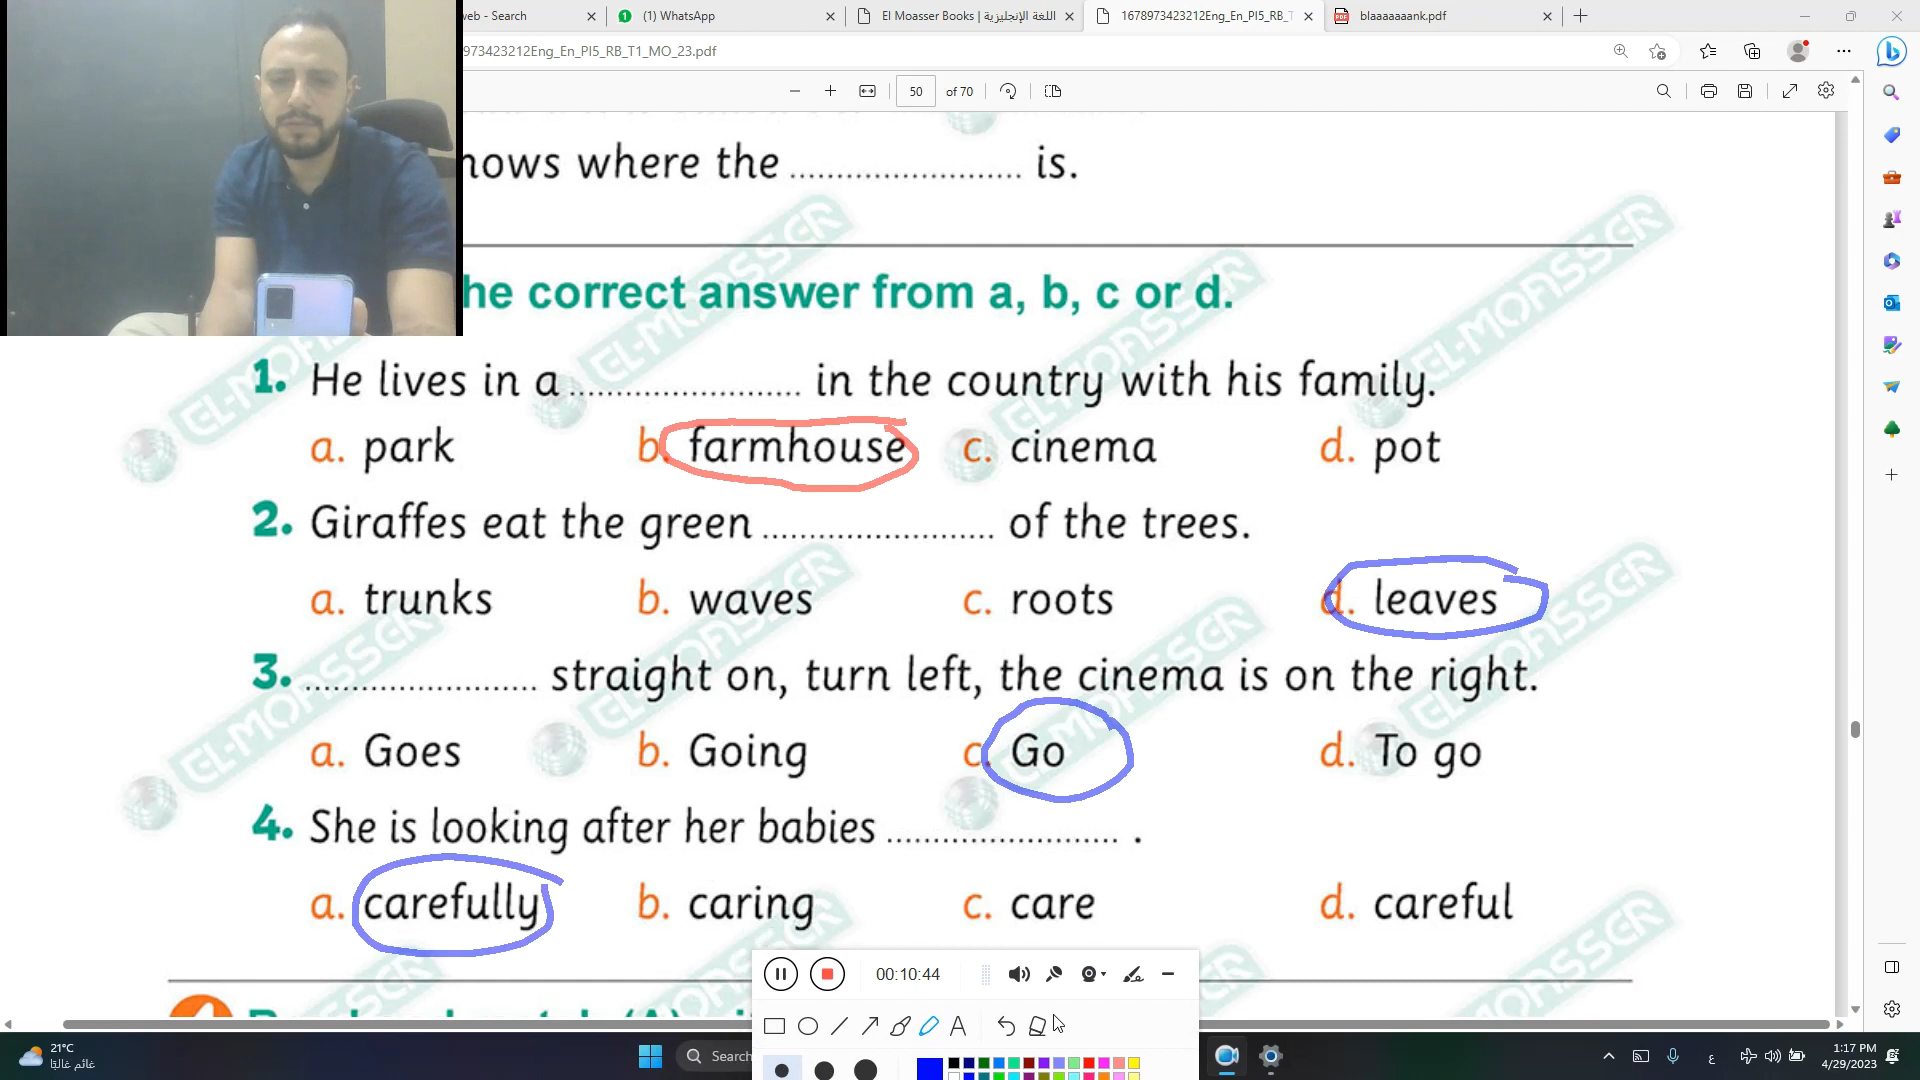 web - Search
(1) WhatsApp
El Moasser Books | اللغة الإنجليزية
1678973423212Eng_En_PI5_RB_T
blaaaaaank.pdf
973423212Eng_En_PI5_RB_T1_MO_23.pdf
50 of 70
nows where the ........................ is.
he correct answer from a, b, c or d.
1. He lives in a ........................ in the country with his family.
a. park b. farmhouse c. cinema d. pot
2. Giraffes eat the green ........................ of the trees.
a. trunks b. waves c. roots d. leaves
3. ........................ straight on, turn left, the cinema is on the right.
a. Goes b. Going c. Go d. To go
4. She is looking after her babies ........................ .
a. carefully b. caring c. care d. careful
EL-MOASSER
00:10:44
21°C
غائم غالبًا
Search
1:17 PM
4/29/2023